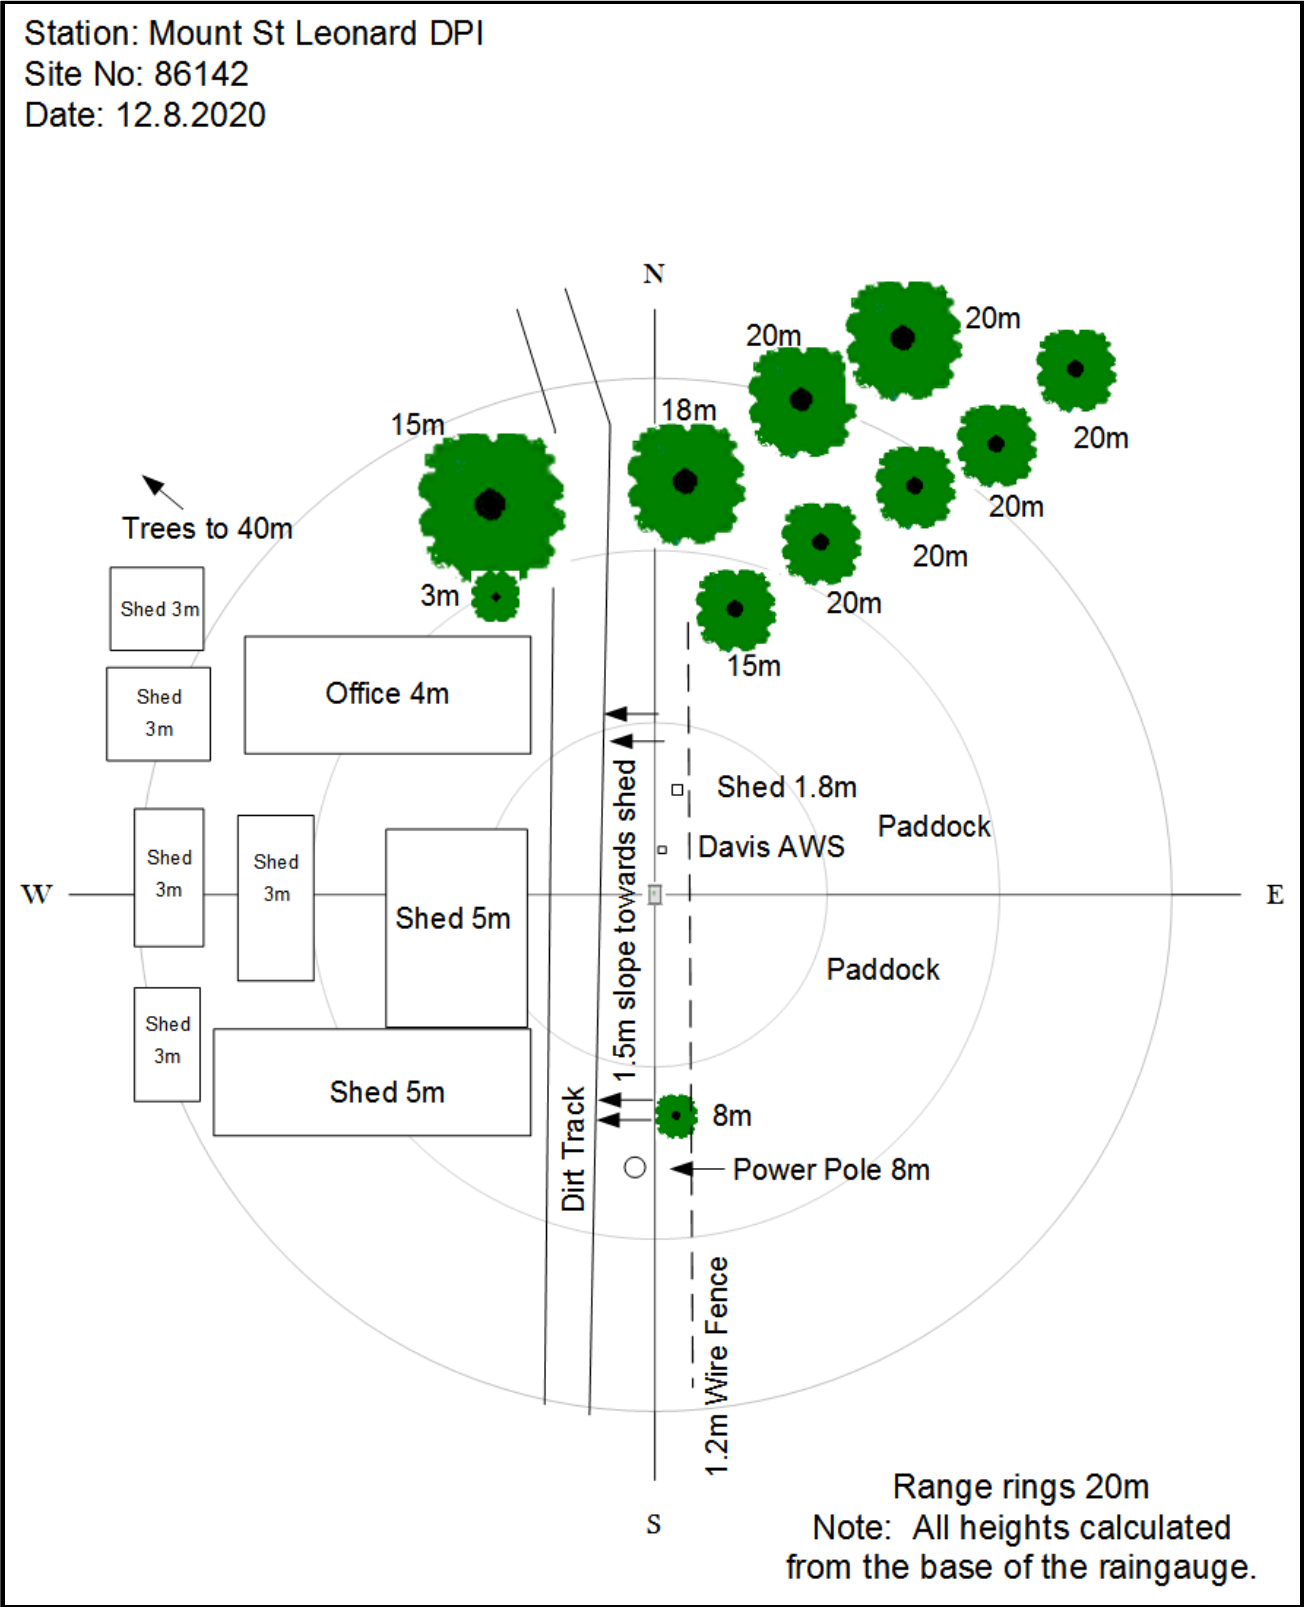 Station: Mount St Leonard DPI
Site No: 86142
Date: 12.8.2020
N
20m
20m
15m
18m
20m
Trees to 40m
20m
20m
3m
20m
Shed 3m
15m
Office 4m
Shed
3m
Shed 1.8m
Paddock
Davis AWS
1.5m slope towards shed
Shed
3m
Shed
3m
W
E
Shed 5m
Paddock
Shed
3m
Shed 5m
8m
Dirt Track
Power Pole 8m
1.2m Wire Fence
S
Range rings 20m
Note: All heights calculated
from the base of the raingauge.